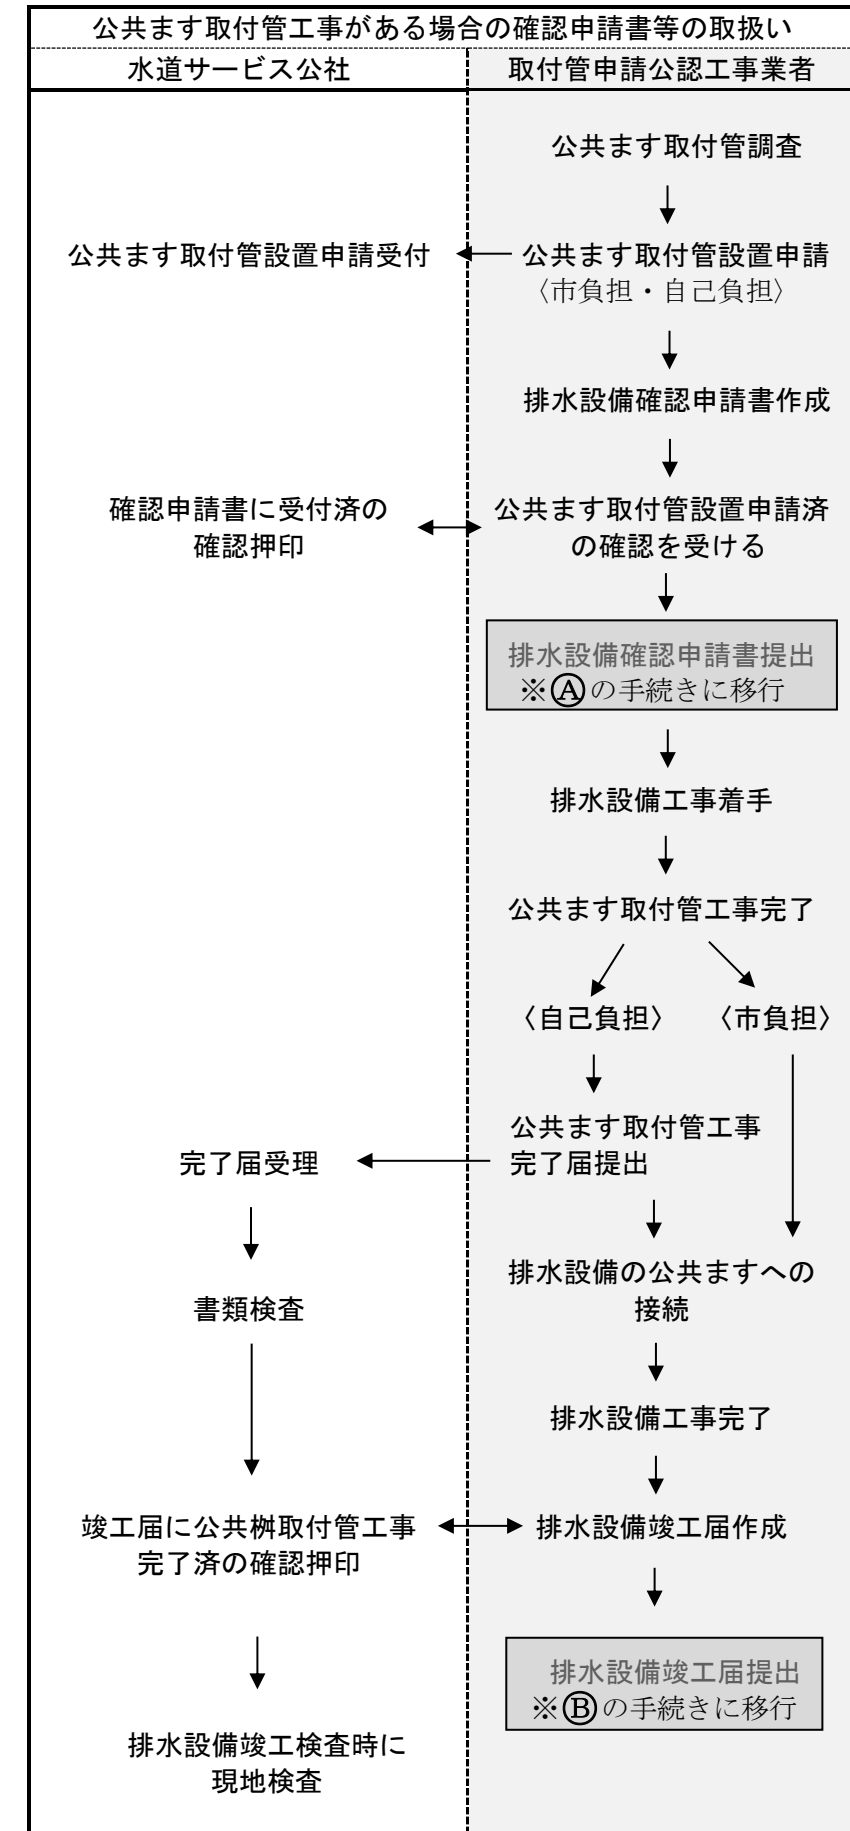 公共ます取付管工事がある場合の確認申請書等の取扱い
水道サービス公社
取付管申請公認工事業者
公共ます取付管調査
公共ます取付管設置申請受付
公共ます取付管設置申請
〈市負担・自己負担〉
排水設備確認申請書作成
確認申請書に受付済の
確認押印
公共ます取付管設置申請済
の確認を受ける
排水設備確認申請書提出
※Ⓐの手続きに移行
排水設備工事着手
公共ます取付管工事完了
〈自己負担〉
〈市負担〉
公共ます取付管工事
完了届提出
完了届受理
排水設備の公共ますへの
接続
書類検査
排水設備工事完了
竣工届に公共桝取付管工事
完了済の確認押印
排水設備竣工届作成
排水設備竣工届提出
※Ⓑの手続きに移行
排水設備竣工検査時に
現地検査